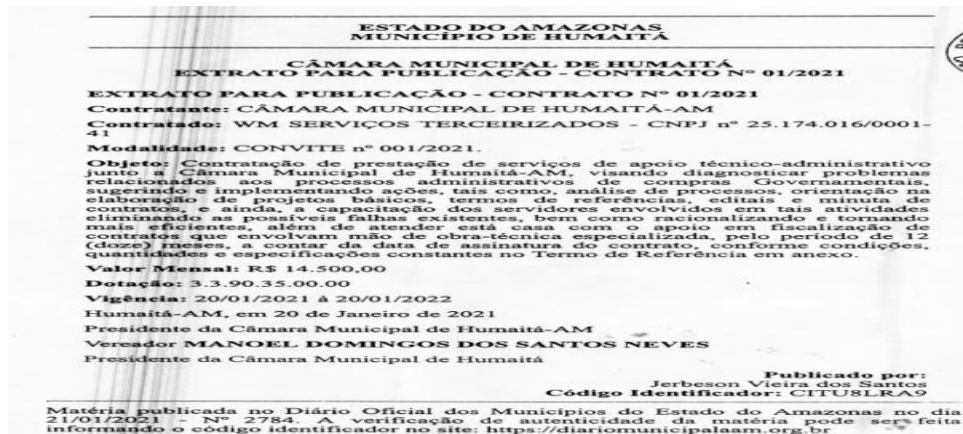 ESTADO DO AMAZONAS
MUNICÍPIO DE HUMAITÁ
CÂMARA MUNICIPAL DE HUMAITÁ
EXTRATO PARA PUBLICAÇÃO - CONTRATO Nº 01/2021
EXTRATO PARA PUBLICAÇÃO - CONTRATO Nº 01/2021
Contratante: CÂMARA MUNICIPAL DE HUMAITÁ-AM
Contratado: WM SERVIÇOS TERCEIRIZADOS - CNPJ nº 25.174.016/0001-
41
Modalidade: CONVITE nº 001/2021.
Objeto: Contratação de prestação de serviços de apoio técnico-administrativo
junto a Câmara Municipal de Humaitá-AM, visando diagnosticar problemas
relacionados aos processos administrativos de compras Governamentais,
sugerindo e implementando ações, tais como, análise de processos, orientação na
elaboração de projetos básicos, termos de referências, editais e minuta de
contratos, e ainda, a capacitação dos servidores envolvidos em tais atividades
eliminando as possíveis falhas existentes, bem como racionalizando e tornando
mais eficientes, além de atender está casa com o apoio em fiscalização de
contratos que envolvam mão de obra-técnica especializada, pelo período de 12
(doze) meses, a contar da data de assinatura do contrato, conforme condições,
quantidades e especificações constantes no Termo de Referência em anexo.
Valor Mensal: R$ 14.500,00
Dotação: 3.3.90.35.00.00
Vigência: 20/01/2021 à 20/01/2022
Humaitá-AM, em 20 de Janeiro de 2021
Presidente da Câmara Municipal de Humaitá-AM
Vereador MANOEL DOMINGOS DOS SANTOS NEVES
Presidente da Câmara Municipal de Humaitá
Publicado por:
Jerbeson Vieira dos Santos
Código Identificador: CITU8LRA9
Matéria publicada no Diário Oficial dos Municípios do Estado do Amazonas no dia
21/01/2021 - Nº 2784. A verificação de autenticidade da matéria pode ser feita
informando o código identificador no site: https://diariomunicipalaam.org.br